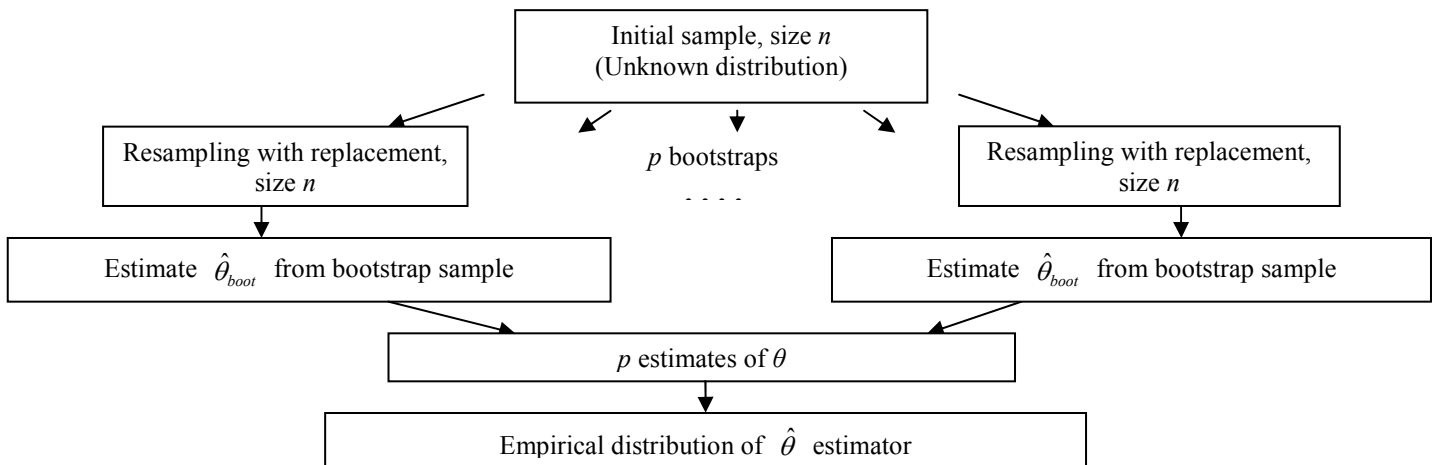 Initial sample, size n
(Unknown distribution)
Resampling with replacement,
size n
p bootstraps
. . . .
Resampling with replacement,
size n
Estimate θ̂boot from bootstrap sample
Estimate θ̂boot from bootstrap sample
p estimates of θ
Empirical distribution of θ̂ estimator